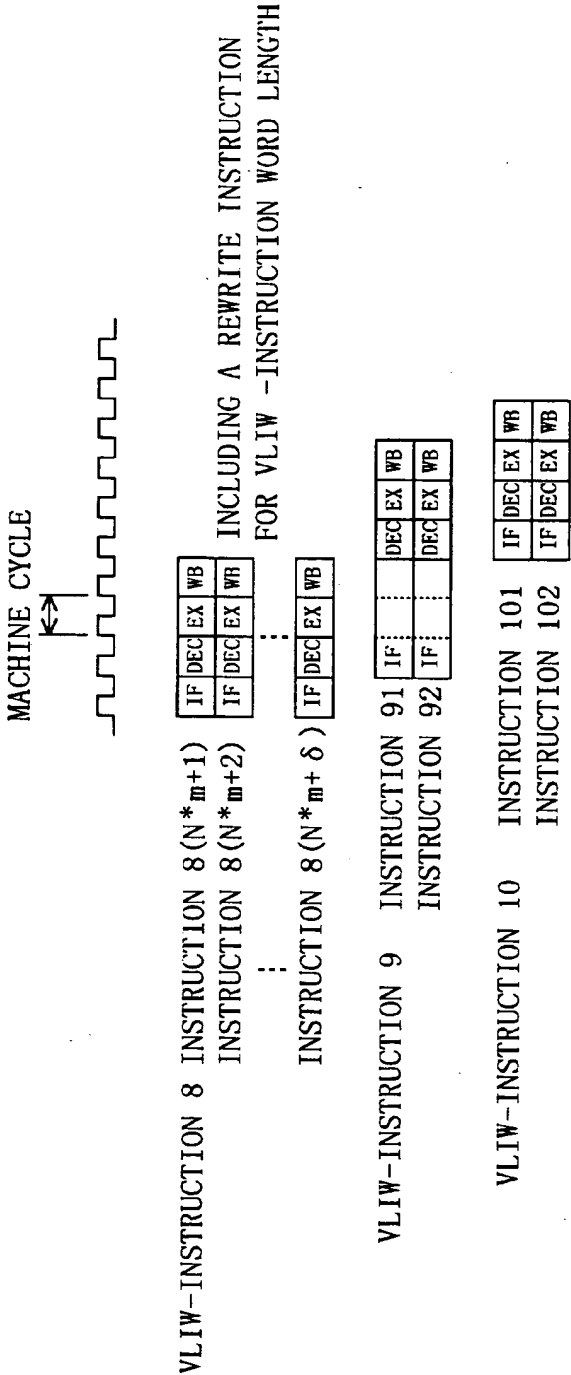 MACHINE CYCLE
VLIW-INSTRUCTION 8 INSTRUCTION 8(N*m+1) IF DEC EX WB
INSTRUCTION 8(N*m+2) IF DEC EX WB
INCLUDING A REWRITE INSTRUCTION
FOR VLIW -INSTRUCTION WORD LENGTH
INSTRUCTION 8(N*m+ δ) IF DEC EX WB
VLIW-INSTRUCTION 9 INSTRUCTION 91 IF DEC EX WB
INSTRUCTION 92 IF DEC EX WB
VLIW-INSTRUCTION 10 INSTRUCTION 101 IF DEC EX WB
INSTRUCTION 102 IF DEC EX WB